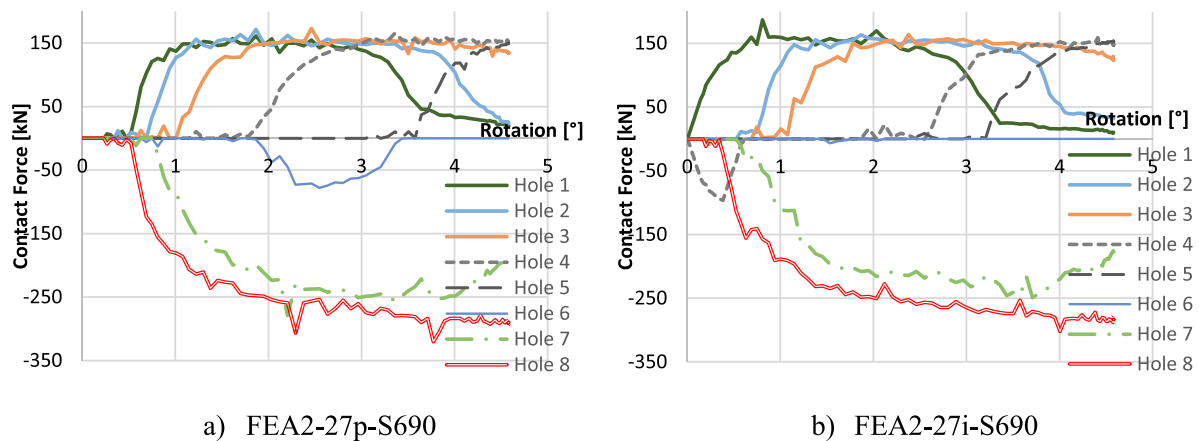 150
50
-50
-150
-250
-350
Contact Force [kN]
0
1
2
3
4
5
Rotation [°]
Hole 1
Hole 2
Hole 3
Hole 4
Hole 5
Hole 6
Hole 7
Hole 8
a) FEA2-27p-S690
150
50
-50
-150
-250
-350
Contact Force [kN]
0
1
2
3
4
5
Rotation [°]
Hole 1
Hole 2
Hole 3
Hole 4
Hole 5
Hole 6
Hole 7
Hole 8
b) FEA2-27i-S690